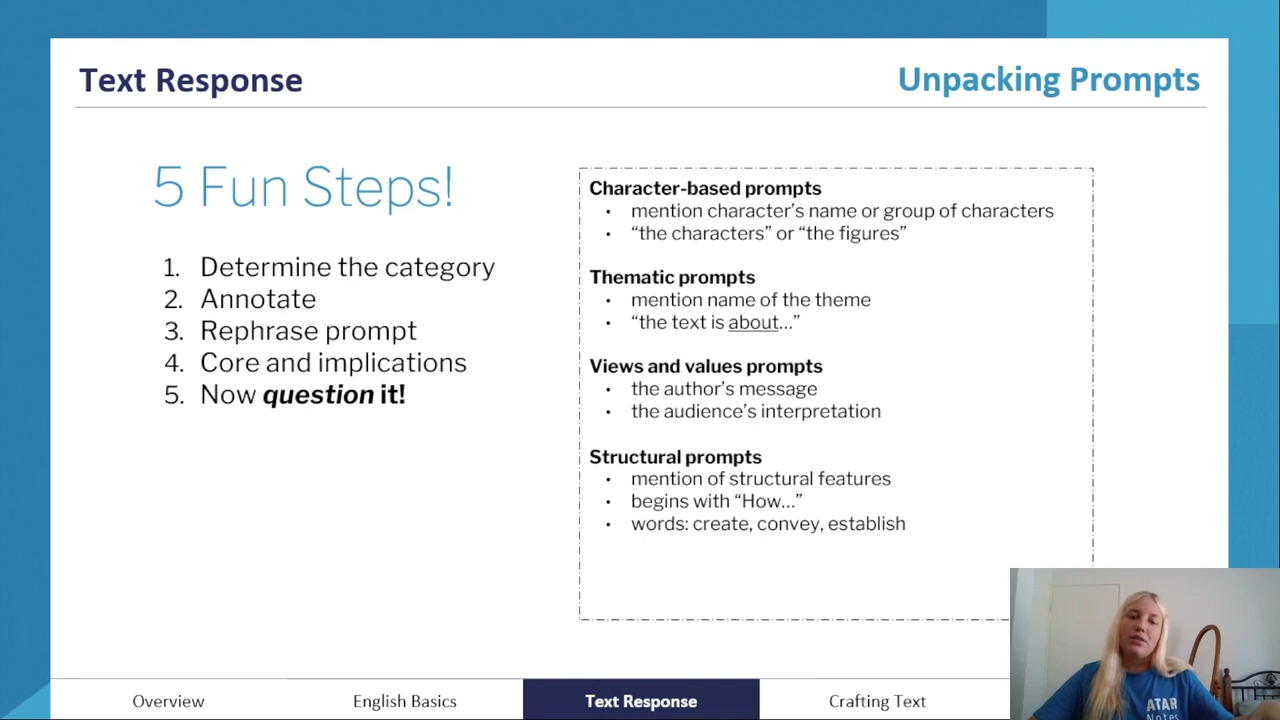 Text Response
Unpacking Prompts
5 Fun Steps!
1. Determine the category
2. Annotate
3. Rephrase prompt
4. Core and implications
5. Now question it!
Character-based prompts
• mention character’s name or group of characters
• “the characters” or “the figures”
Thematic prompts
• mention name of the theme
• “the text is about…”
Views and values prompts
• the author’s message
• the audience’s interpretation
Structural prompts
• mention of structural features
• begins with “How…”
• words: create, convey, establish
Overview
English Basics
Text Response
Crafting Text
ATAR
Notes